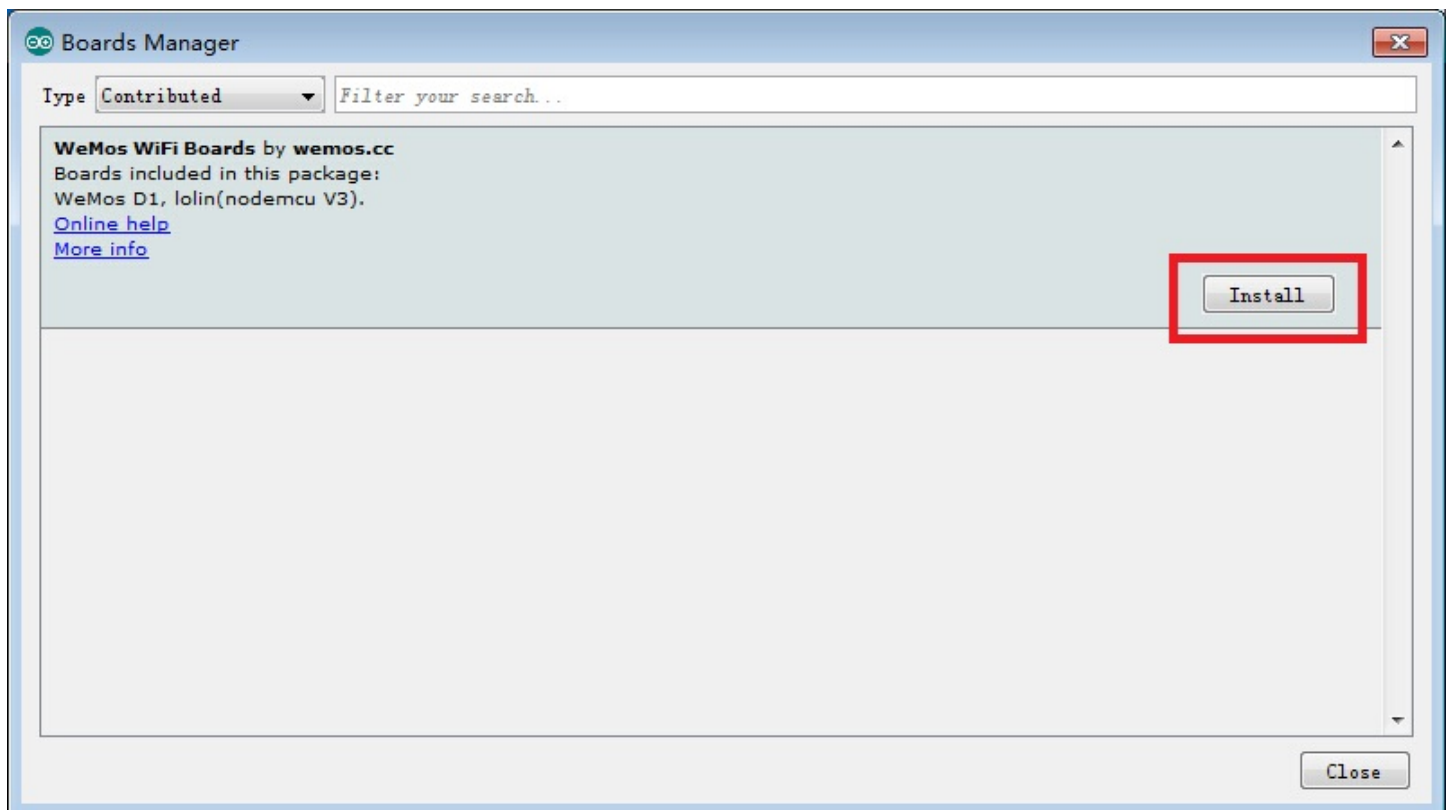 Boards Manager
Type Contributed Filter your search...
WeMos WiFi Boards by wemos.cc
Boards included in this package:
WeMos D1, lolin(nodemcu V3).
Online help
More info
Install
Close